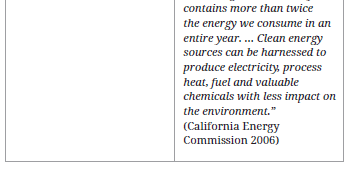 contains more than twice
the energy we consume in an
entire year. ... Clean energy
sources can be harnessed to
produce electricity, process
heat, fuel and valuable
chemicals with less impact on
the environment.”
(California Energy
Commission 2006)